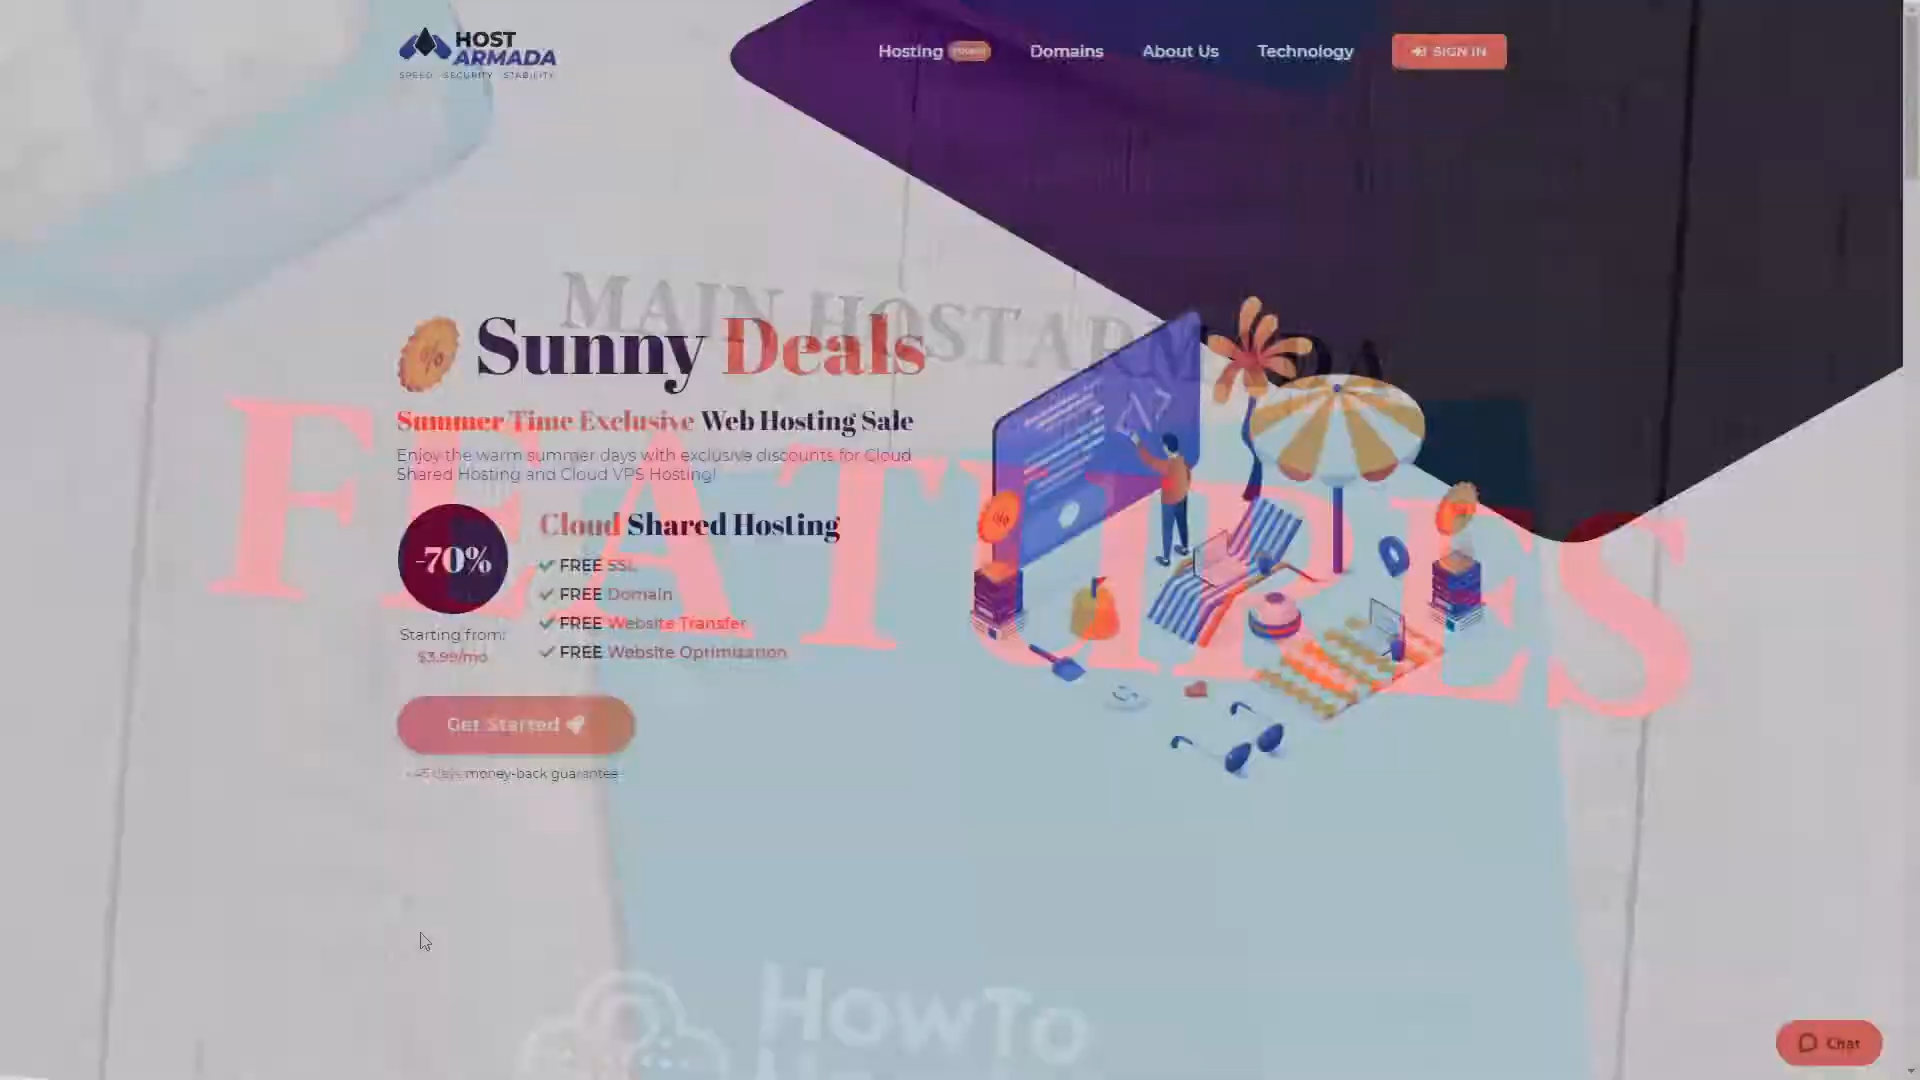 HOST
ARMADA
SPEED SECURITY STABILITY
Hosting
Domains
About Us
Technology
SIGN IN
MAIN HOSTARMADA
FEATURES
% Sunny Deals
Summer Time Exclusive Web Hosting Sale
Enjoy the warm summer days with exclusive discounts for Cloud
Shared Hosting and Cloud VPS Hosting!
-70%
Starting from:
$3.99/mo
Cloud Shared Hosting
FREE SSL
FREE Domain
FREE Website Transfer
FREE Website Optimization
Get Started
45 days money-back guarantee
%
HowTo
Chat